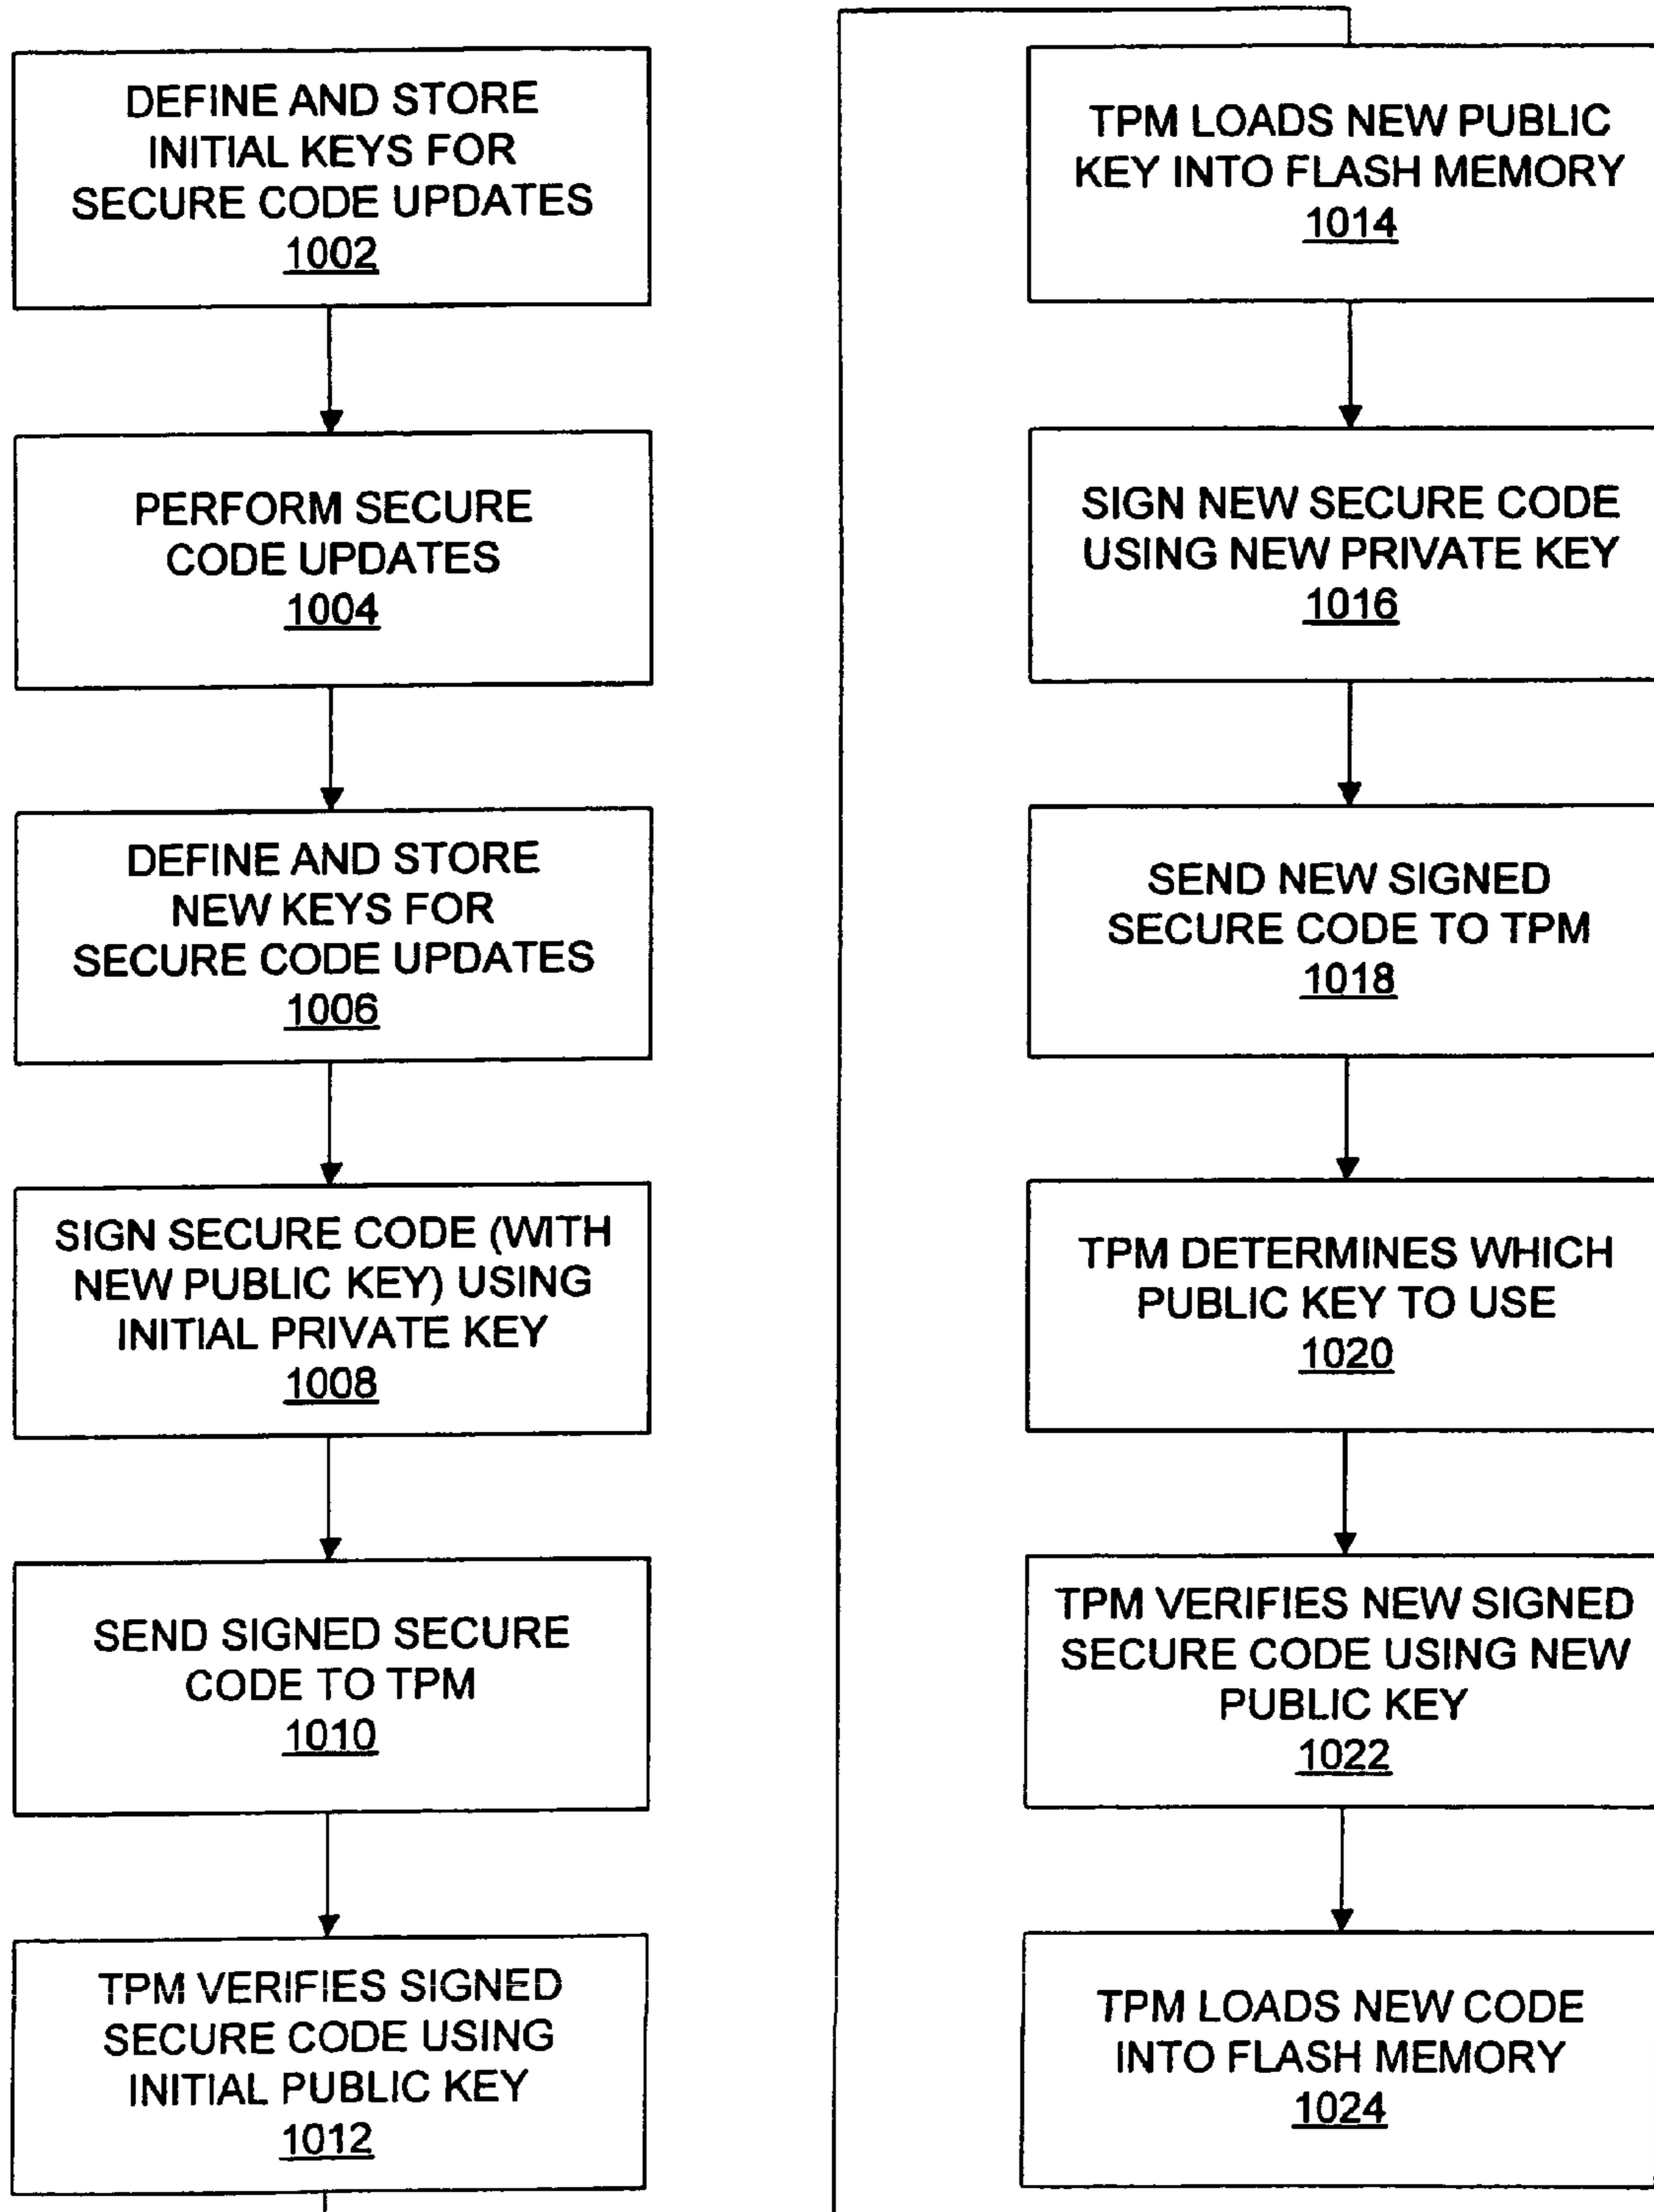 DEFINE AND STORE
INITIAL KEYS FOR
SECURE CODE UPDATES
1002
PERFORM SECURE
CODE UPDATES
1004
DEFINE AND STORE
NEW KEYS FOR
SECURE CODE UPDATES
1006
SIGN SECURE CODE (WITH
NEW PUBLIC KEY) USING
INITIAL PRIVATE KEY
1008
SEND SIGNED SECURE
CODE TO TPM
1010
TPM VERIFIES SIGNED
SECURE CODE USING
INITIAL PUBLIC KEY
1012
TPM LOADS NEW PUBLIC
KEY INTO FLASH MEMORY
1014
SIGN NEW SECURE CODE
USING NEW PRIVATE KEY
1016
SEND NEW SIGNED
SECURE CODE TO TPM
1018
TPM DETERMINES WHICH
PUBLIC KEY TO USE
1020
TPM VERIFIES NEW SIGNED
SECURE CODE USING NEW
PUBLIC KEY
1022
TPM LOADS NEW CODE
INTO FLASH MEMORY
1024